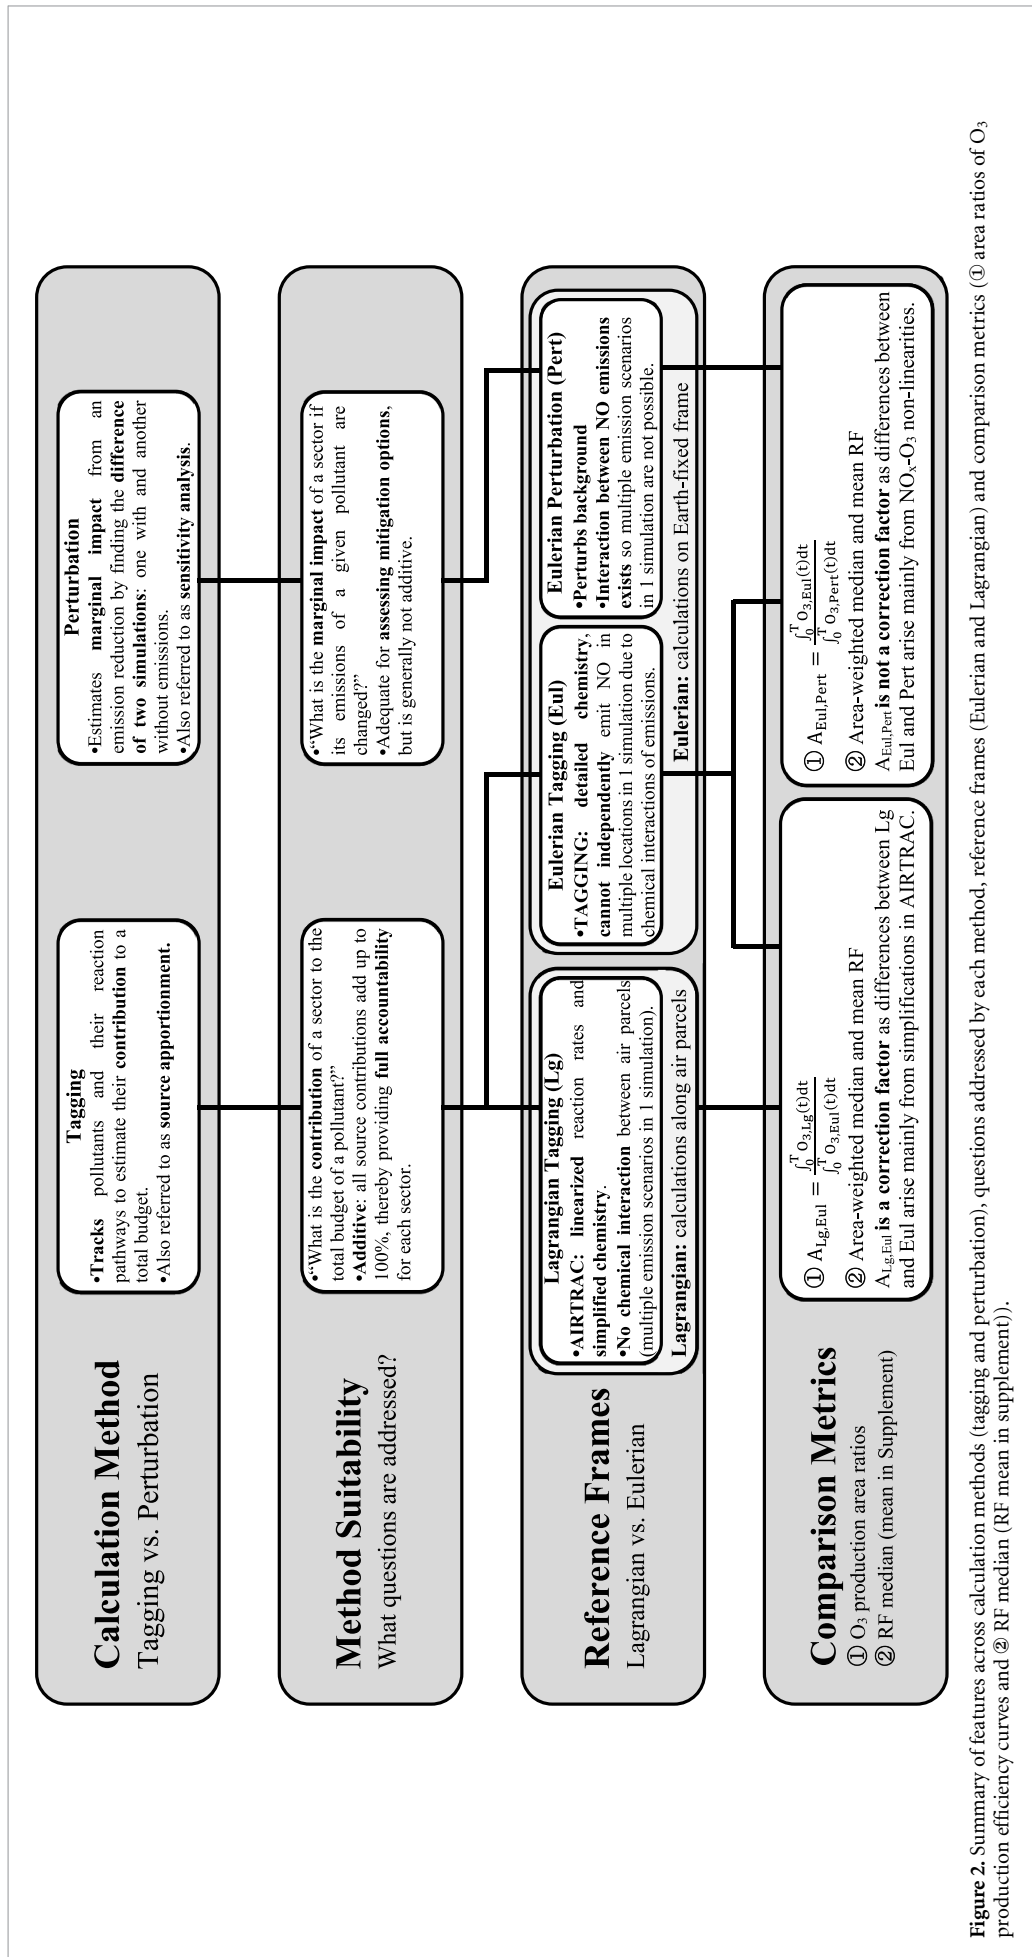 Calculation Method
Tagging vs. Perturbation
Tagging
•Tracks pollutants and their reaction
pathways to estimate their contribution to a
total budget.
•Also referred to as source apportionment.
Perturbation
•Estimates marginal impact from an
emission reduction by finding the difference
of two simulations: one with and another
without emissions.
•Also referred to as sensitivity analysis.
Method Suitability
What questions are addressed?
•“What is the contribution of a sector to the
total budget of a pollutant?”
•Additive: all source contributions add up to
100%, thereby providing full accountability
for each sector.
•“What is the marginal impact of a sector if
its emissions of a given pollutant are
changed?”
•Adequate for assessing mitigation options,
but is generally not additive.
Reference Frames
Lagrangian vs. Eulerian
Lagrangian Tagging (Lg)
•AIRTRAC: linearized reaction rates and
simplified chemistry.
•No chemical interaction between air parcels
(multiple emission scenarios in 1 simulation).
Lagrangian: calculations along air parcels
Eulerian Tagging (Eul)
•TAGGING: detailed chemistry,
cannot independently emit NO in
multiple locations in 1 simulation due to
chemical interactions of emissions.
Eulerian Perturbation (Pert)
•Perturbs background
•Interaction between NO emissions
exists so multiple emission scenarios
in 1 simulation are not possible.
Eulerian: calculations on Earth-fixed frame
Comparison Metrics
① O₃ production area ratios
② RF median (mean in Supplement)
① A_Lg,Eul = ∫₀ᵀ O₃,Lg(t)dt / ∫₀ᵀ O₃,Eul(t)dt
② Area-weighted median and mean RF
A_Lg,Eul is a correction factor as differences between Lg
and Eul arise mainly from simplifications in AIRTRAC.
① A_Eul,Pert = ∫₀ᵀ O₃,Eul(t)dt / ∫₀ᵀ O₃,Pert(t)dt
② Area-weighted median and mean RF
A_Eul,Pert is not a correction factor as differences between
Eul and Pert arise mainly from NOₓ-O₃ non-linearities.
Figure 2. Summary of features across calculation methods (tagging and perturbation), questions addressed by each method, reference frames (Eulerian and Lagrangian) and comparison metrics (① area ratios of O₃
production efficiency curves and ② RF median (RF mean in supplement)).